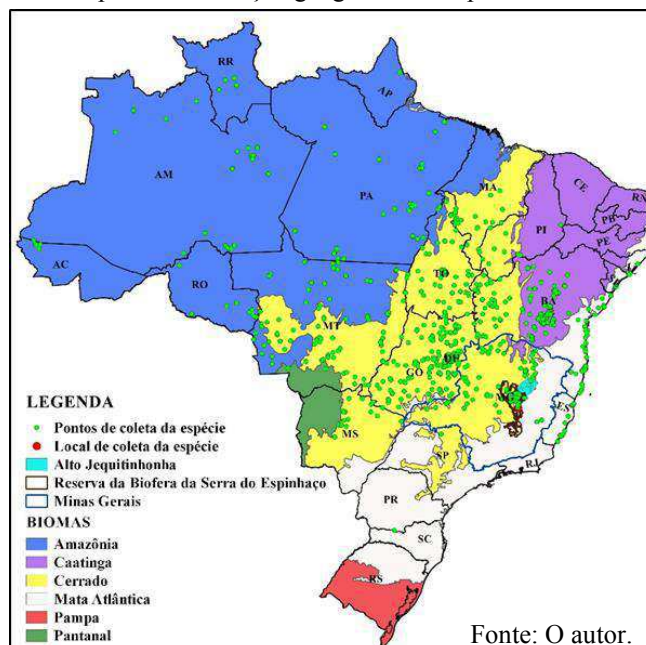 RR
AP
AM
PA
MA
CE
RN
PB
PI
PE
AC
TO
RO
BA
MT
DF
GO
MG
ES
MS
SP
RJ
PR
SC
RS
LEGENDA
Pontos de coleta da espécie
Local de coleta da espécie
Alto Jequitinhonha
Reserva da Biofera da Serra do Espinhaço
Minas Gerais
BIOMAS
Amazônia
Caatinga
Cerrado
Mata Atlântica
Pampa
Pantanal
Fonte: O autor.